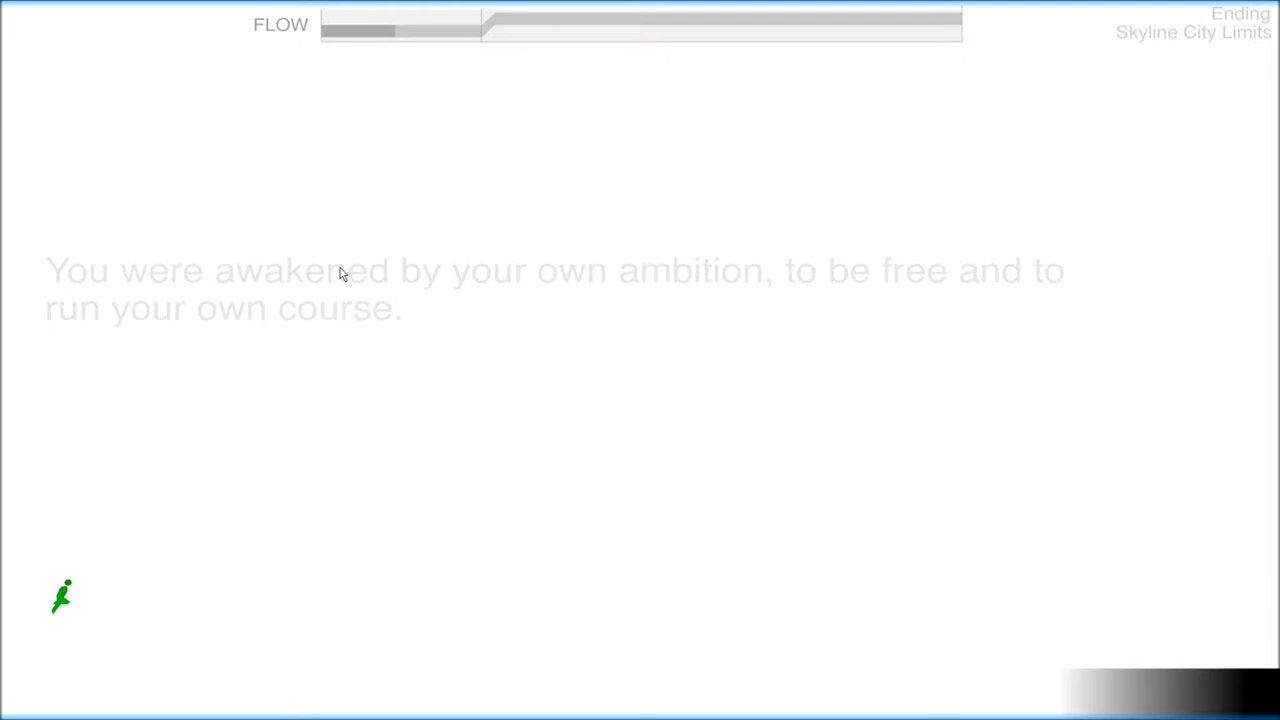 FLOW
Ending
Skyline City Limits
You were awakened by your own ambition, to be free and to
run your own course.